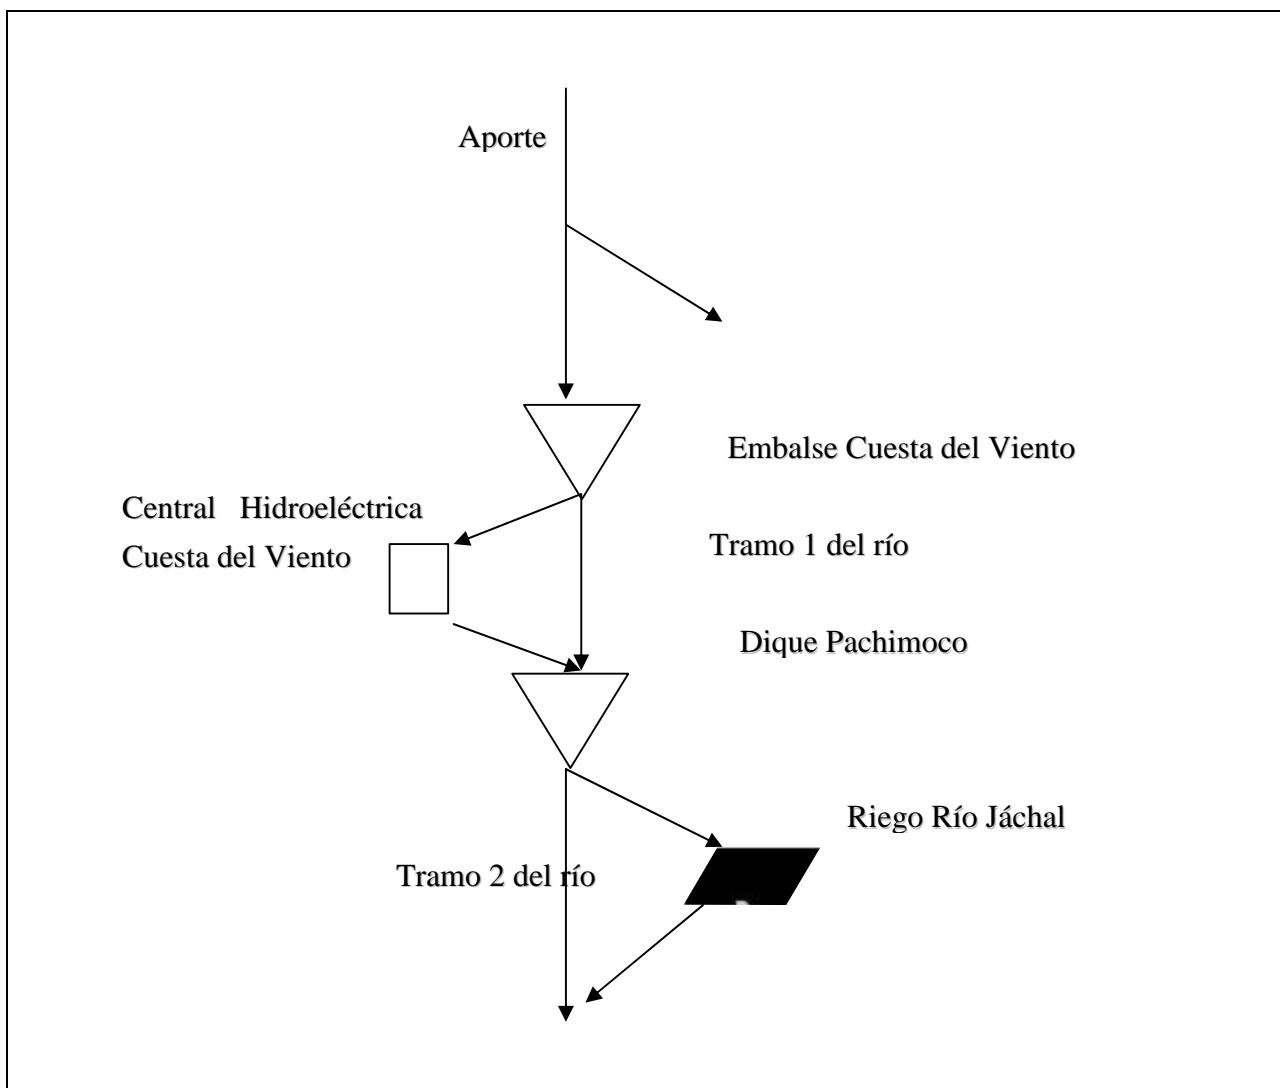 Aporte
Embalse Cuesta del Viento
Central Hidroeléctrica
Cuesta del Viento
Tramo 1 del río
Dique Pachimoco
Riego Río Jáchal
Tramo 2 del río